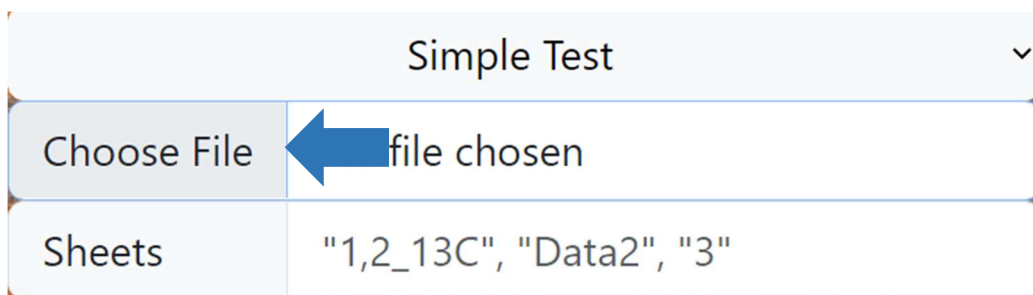 Simple Test
Choose File file chosen
Sheets "1,2_13C", "Data2", "3"